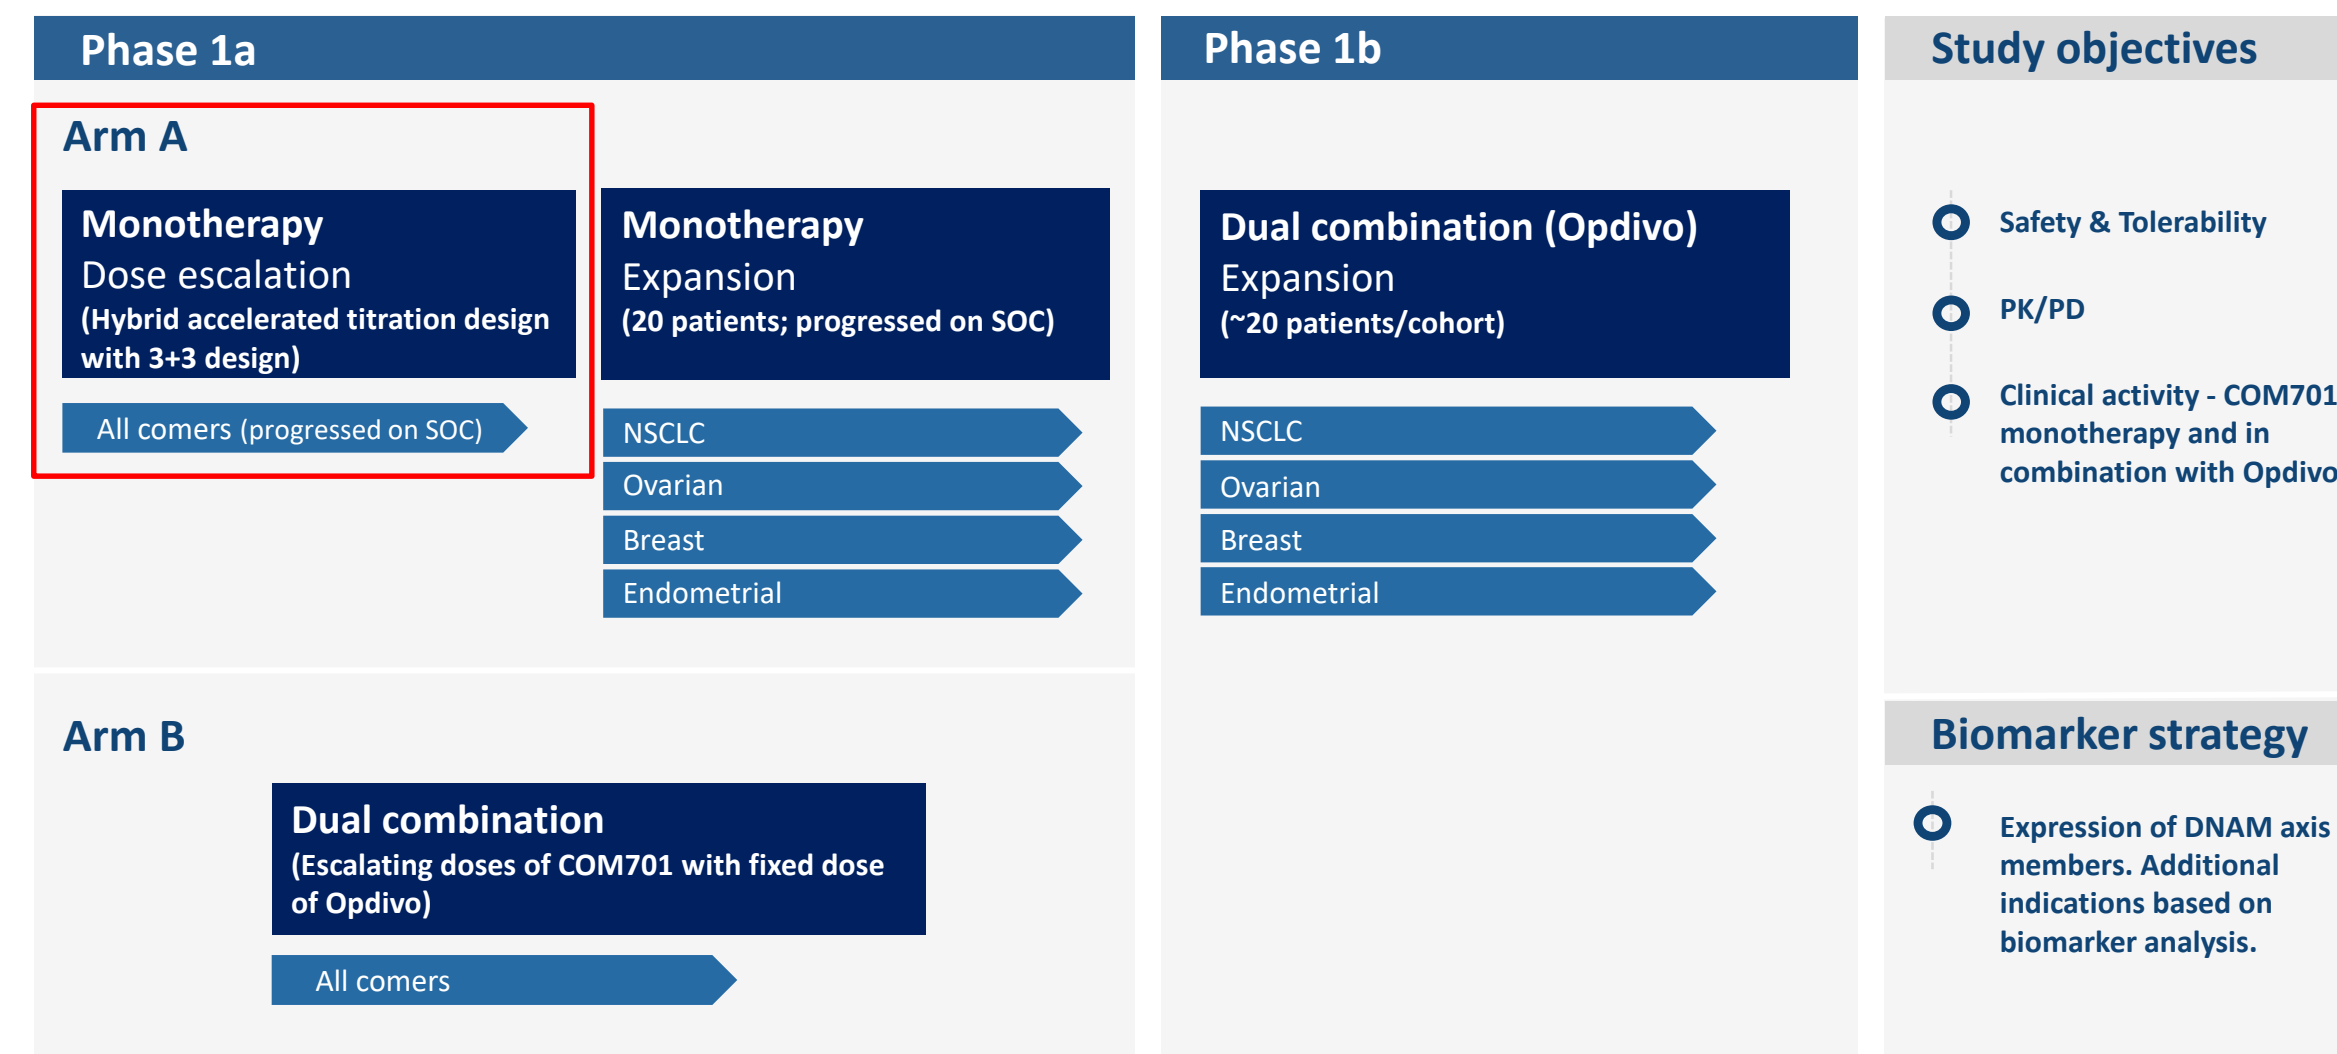 Phase 1a
Arm A
Monotherapy
Dose escalation
(Hybrid accelerated titration design
with 3+3 design)
All comers (progressed on SOC)
Monotherapy
Expansion
(20 patients; progressed on SOC)
NSCLC
Ovarian
Breast
Endometrial
Arm B
Dual combination
(Escalating doses of COM701 with fixed dose
of Opdivo)
All comers
Phase 1b
Dual combination (Opdivo)
Expansion
(~20 patients/cohort)
NSCLC
Ovarian
Breast
Endometrial
Study objectives
Safety & Tolerability
PK/PD
Clinical activity - COM701
monotherapy and in
combination with Opdivo
Biomarker strategy
Expression of DNAM axis
members. Additional
indications based on
biomarker analysis.